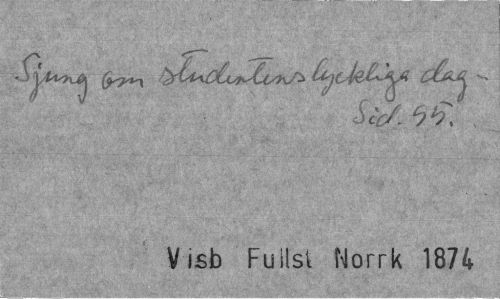 Sjung om studentens lyckliga dag -
Sid. 55.
Visb Fullst Norrk 1874